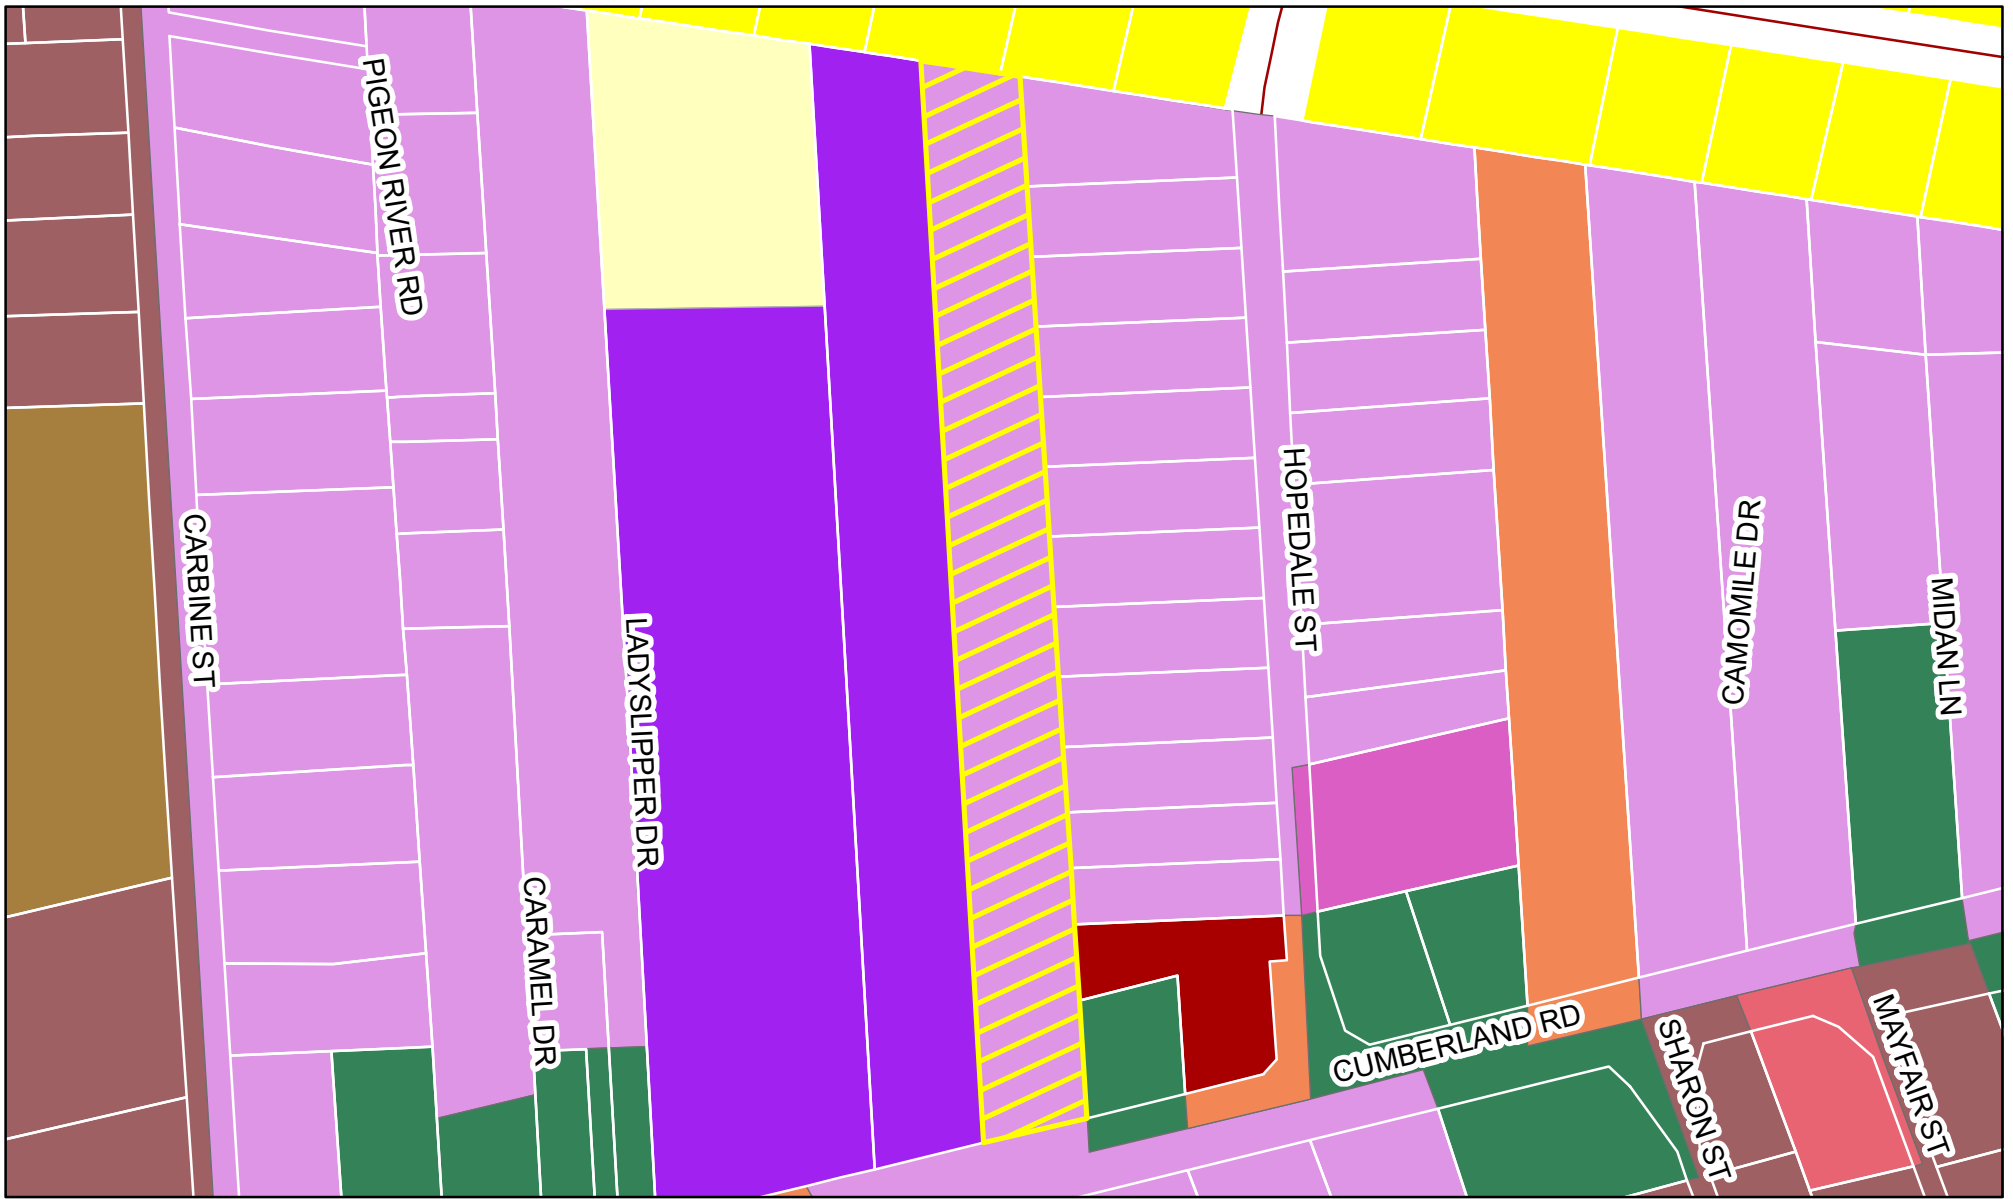 PIGEON RIVER RD
CARBINE ST
LADYSLIPPER DR
CARAMEL DR
HOPEDALE ST
CAMOMILE DR
MIDAN LN
CUMBERLAND RD
SHARON ST
MAYFAIR ST